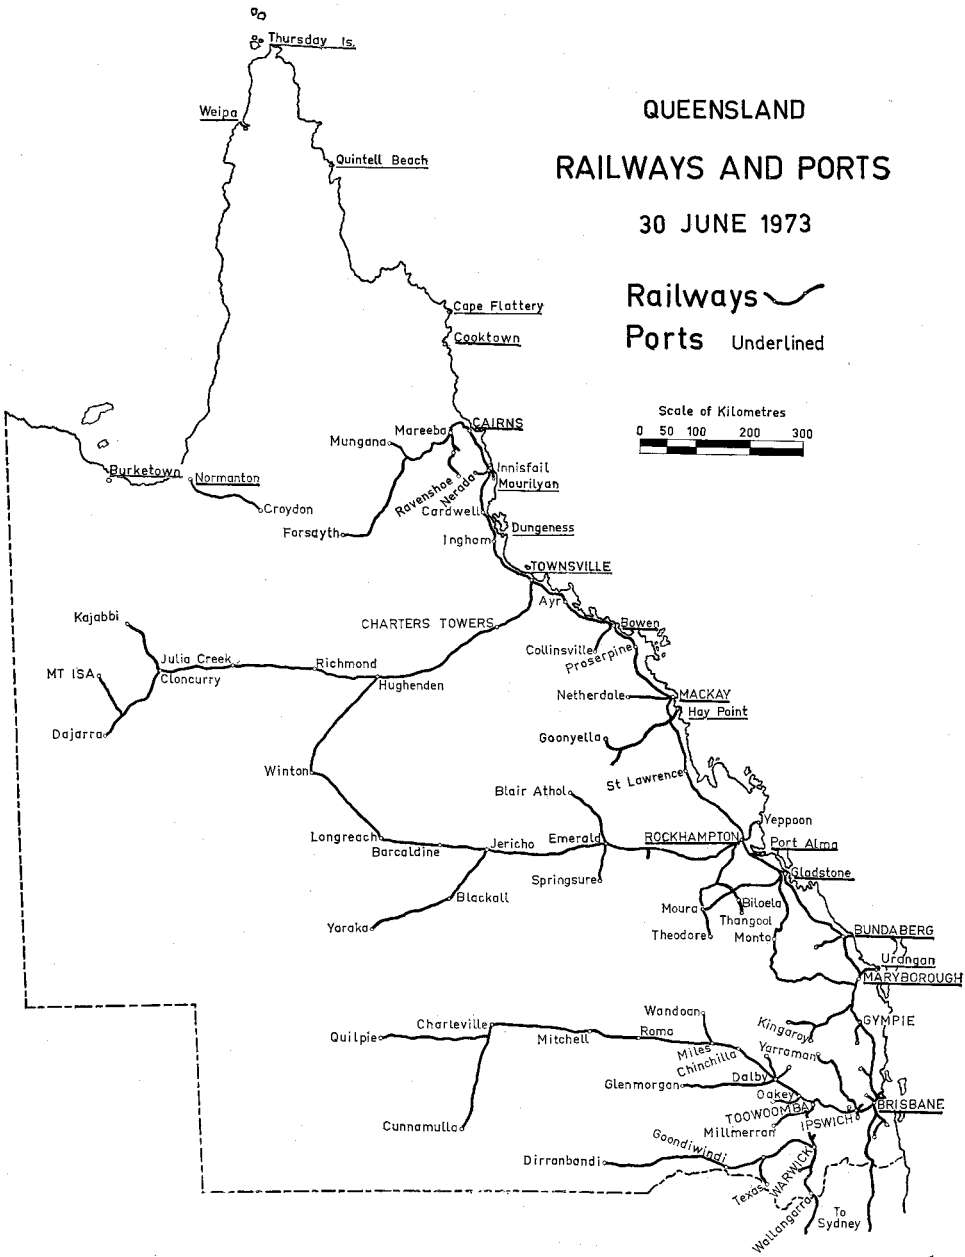 Thursday Is.
Weipa
Quintell Beach
QUEENSLAND
RAILWAYS AND PORTS
30 JUNE 1973
Railways
Ports Underlined
Scale of Kilometres
0 50 100 200 300
Cape Flattery
Cooktown
CAIRNS
Mareeba
Mungana
Innisfail
Mourilyan
Ravenshoe
Nerada
Burketown
Normanton
Croydon
Cardwell
Forsayth
Dungeness
Ingham
TOWNSVILLE
Ayr
Kajabbi
CHARTERS TOWERS
Bowen
Collinsville
Proserpine
Julia Creek
Richmond
MT ISA
Cloncurry
Hughenden
Netherdale
MACKAY
Hay Point
Dajarra
Goonyella
Winton
St Lawrence
Blair Athol
Yeppoon
Longreach
Barcaldine
Jericho
Emerald
ROCKHAMPTON
Port Alma
Gladstone
Springsure
Blackall
Moura
Biloela
Thangool
Yaraka
Theodore
Monto
BUNDABERG
Urangan
MARYBOROUGH
Wandoan
Charleville
Quilpie
Mitchell
Roma
Kingaroy
GYMPIE
Miles
Chinchilla
Yarraman
Glenmorgan
Dalby
Oakey
BRISBANE
TOOWOOMBA
IPSWICH
Cunnamulla
Millmerran
Goondiwindi
Dirranbandi
WARWICK
Texas
Wallangarra
To
Sydney